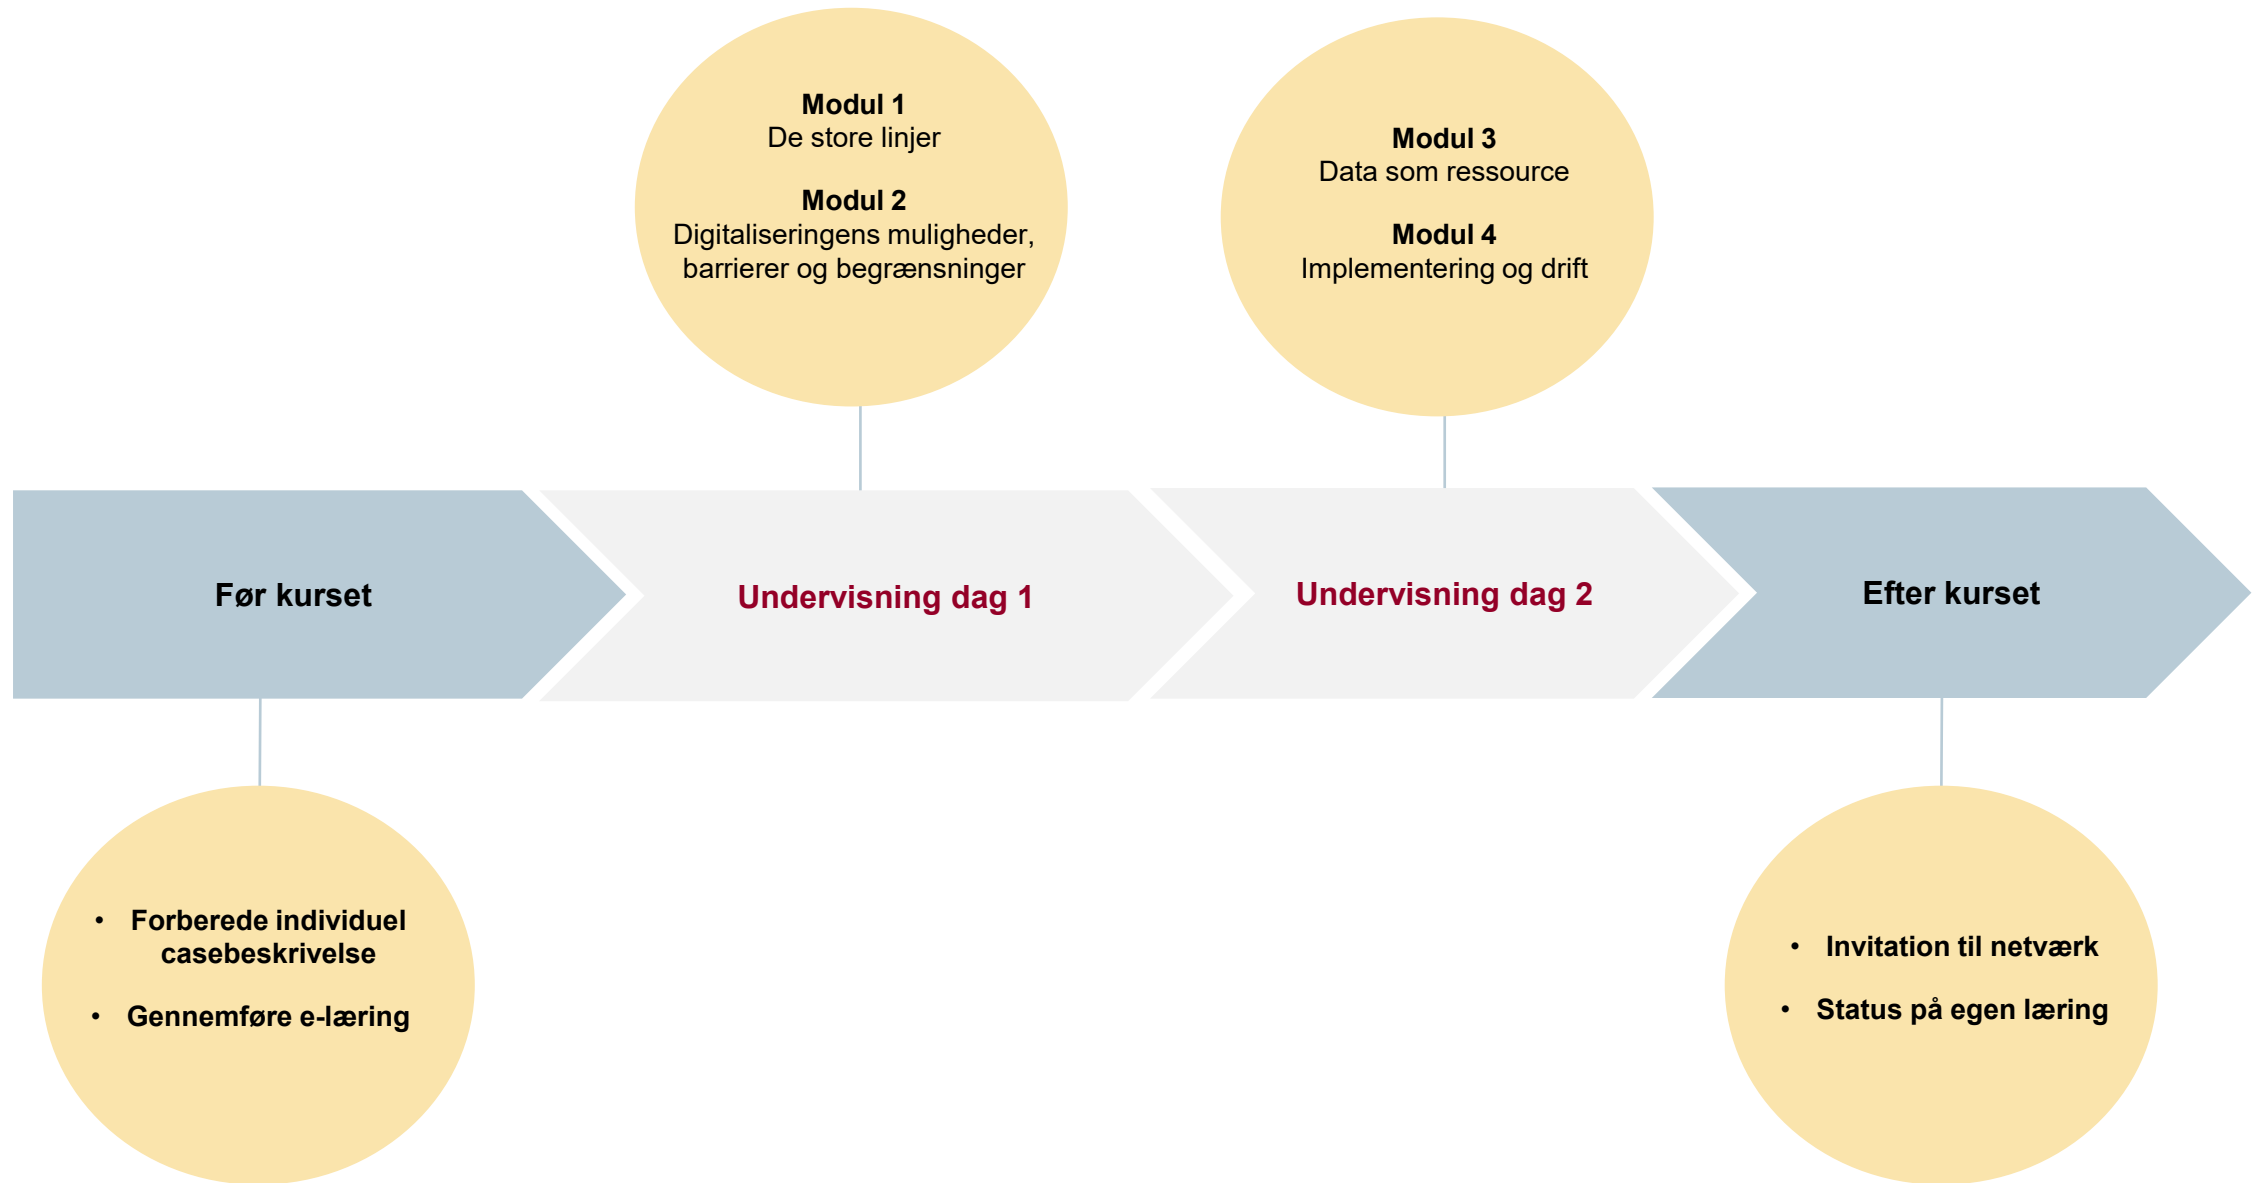 Modul 1
De store linjer
Modul 2
Digitaliseringens muligheder,
barrierer og begrænsninger
Modul 3
Data som ressource
Modul 4
Implementering og drift
Før kurset
Undervisning dag 1
Undervisning dag 2
Efter kurset
• Forberede individuel
casebeskrivelse
• Gennemføre e-læring
• Invitation til netværk
• Status på egen læring